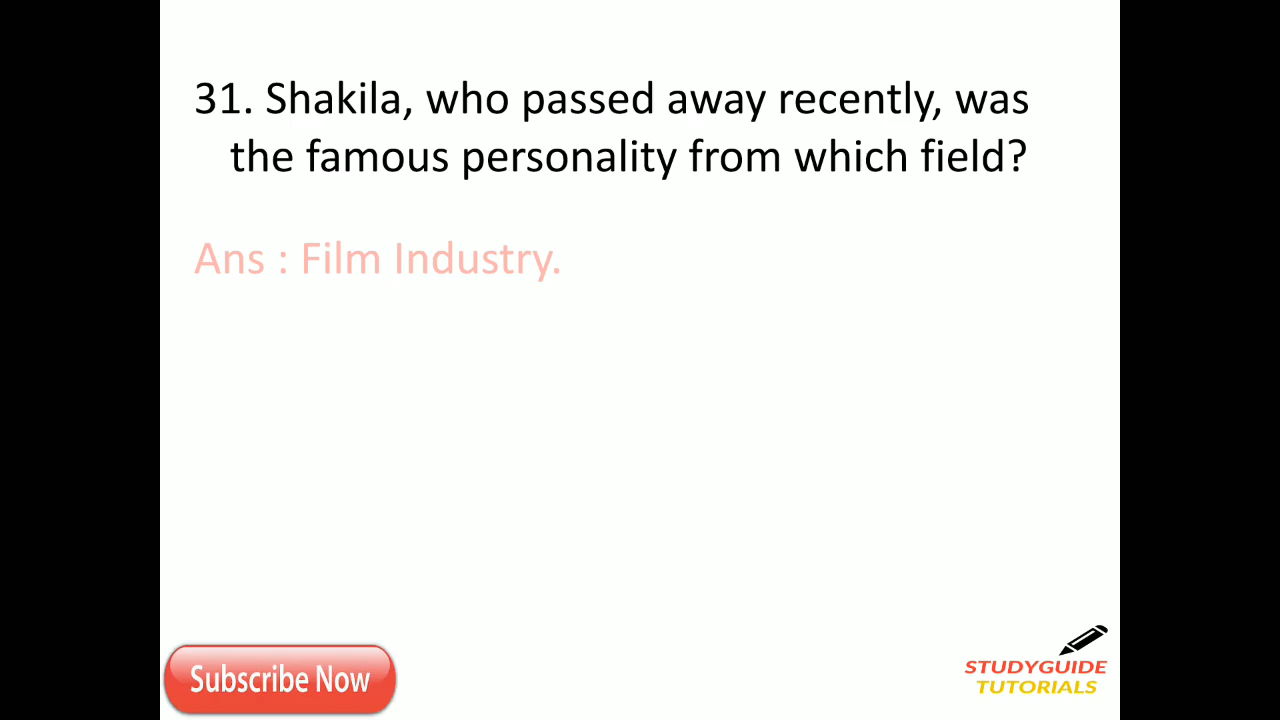 31. Shakila, who passed away recently, was
the famous personality from which field?
Ans : Film Industry.
Subscribe Now
STUDYGUIDE
TUTORIALS